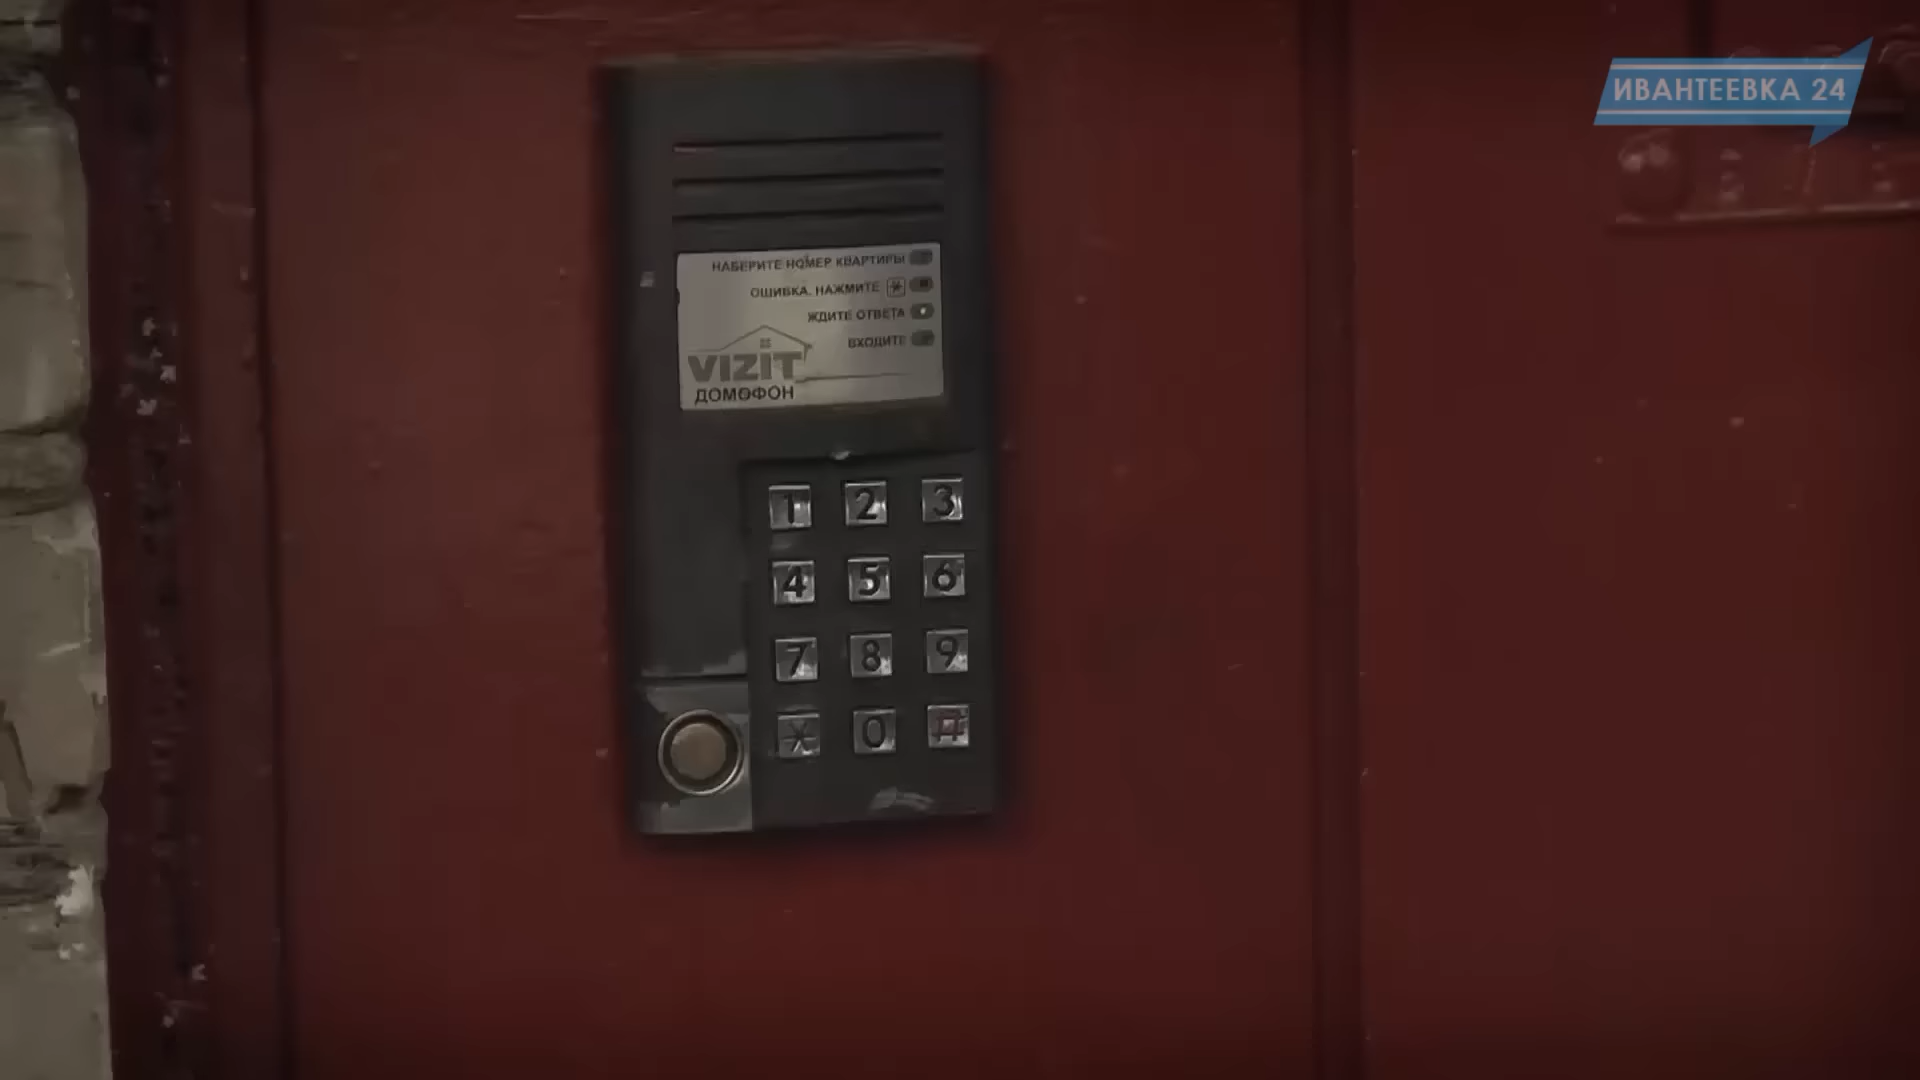 ИВАНТЕЕВКА 24
НАБЕРИТЕ НОМЕР КВАРТИРЫ
ОШИБКА. НАЖМИТЕ *
ЖДИТЕ ОТВЕТА
ВХОДИТЕ
VIZIT
ДОМОФОН
1 2 3
4 5 6
7 8 9
* 0 #